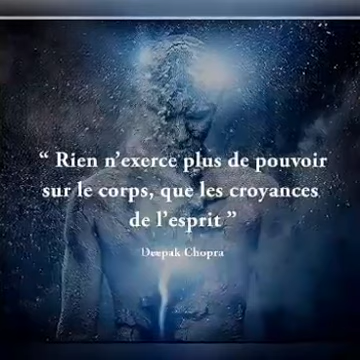 “ Rien n’exerce plus de pouvoir
sur le corps, que les croyances
de l’esprit ”
Deepak Chopra